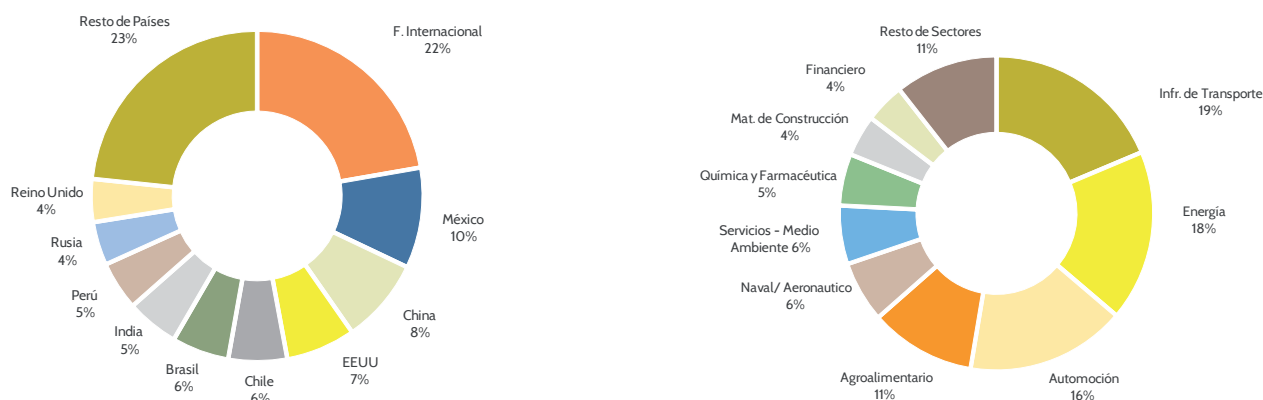 Resto de Países
23%
F. Internacional
22%
México
10%
China
8%
EEUU
7%
Chile
6%
Brasil
6%
India
5%
Perú
5%
Rusia
4%
Reino Unido
4%
Resto de Sectores
11%
Infr. de Transporte
19%
Energía
18%
Automoción
16%
Agroalimentario
11%
Naval/ Aeronautico
6%
Servicios - Medio
Ambiente 6%
Química y Farmacéutica
5%
Mat. de Construcción
4%
Financiero
4%